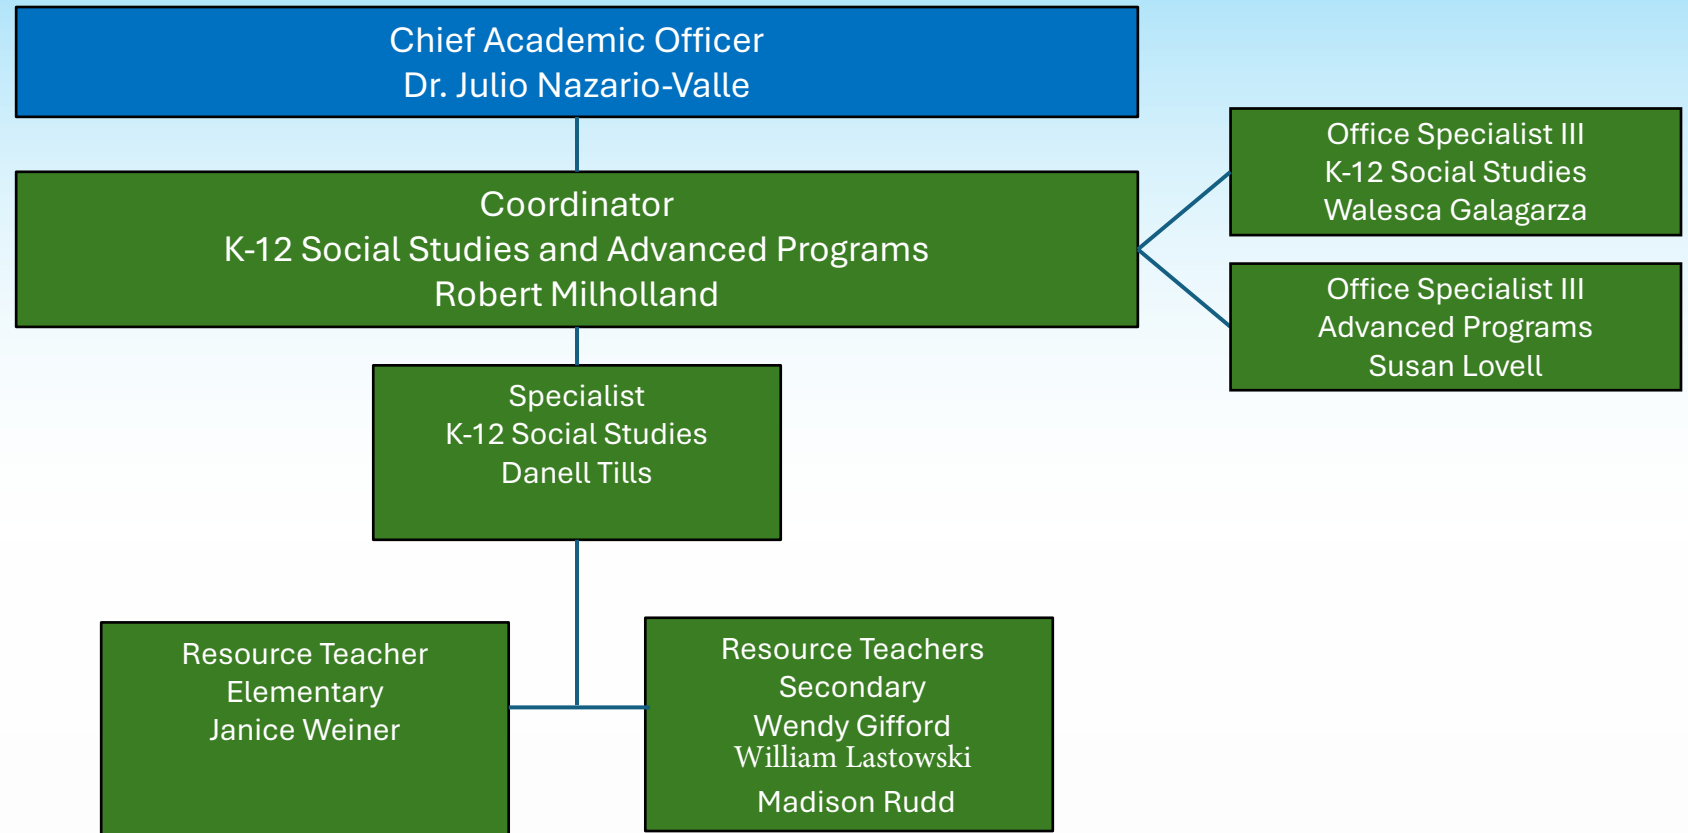 Chief Academic Officer
Dr. Julio Nazario-Valle
Coordinator
K-12 Social Studies and Advanced Programs
Robert Milholland
Office Specialist III
K-12 Social Studies
Walesca Galagarza
Office Specialist III
Advanced Programs
Susan Lovell
Specialist
K-12 Social Studies
Danell Tills
Resource Teacher
Elementary
Janice Weiner
Resource Teachers
Secondary
Wendy Gifford
William Lastowski
Madison Rudd